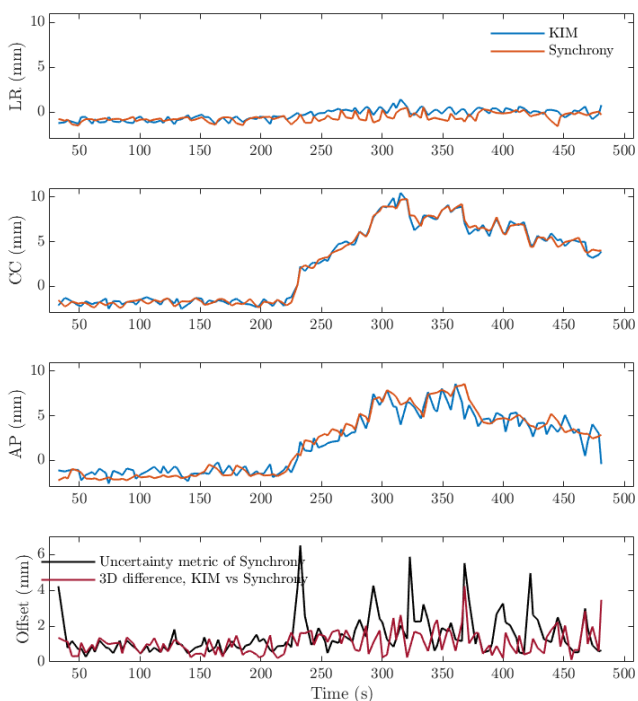 10
5
0
LR (mm)
KIM
Synchrony
50 100 150 200 250 300 350 400 450 500
10
5
0
CC (mm)
50 100 150 200 250 300 350 400 450 500
10
5
0
AP (mm)
50 100 150 200 250 300 350 400 450 500
6
4
2
0
Offset (mm)
Uncertainty metric of Synchrony
3D difference, KIM vs Synchrony
50 100 150 200 250 300 350 400 450 500
Time (s)